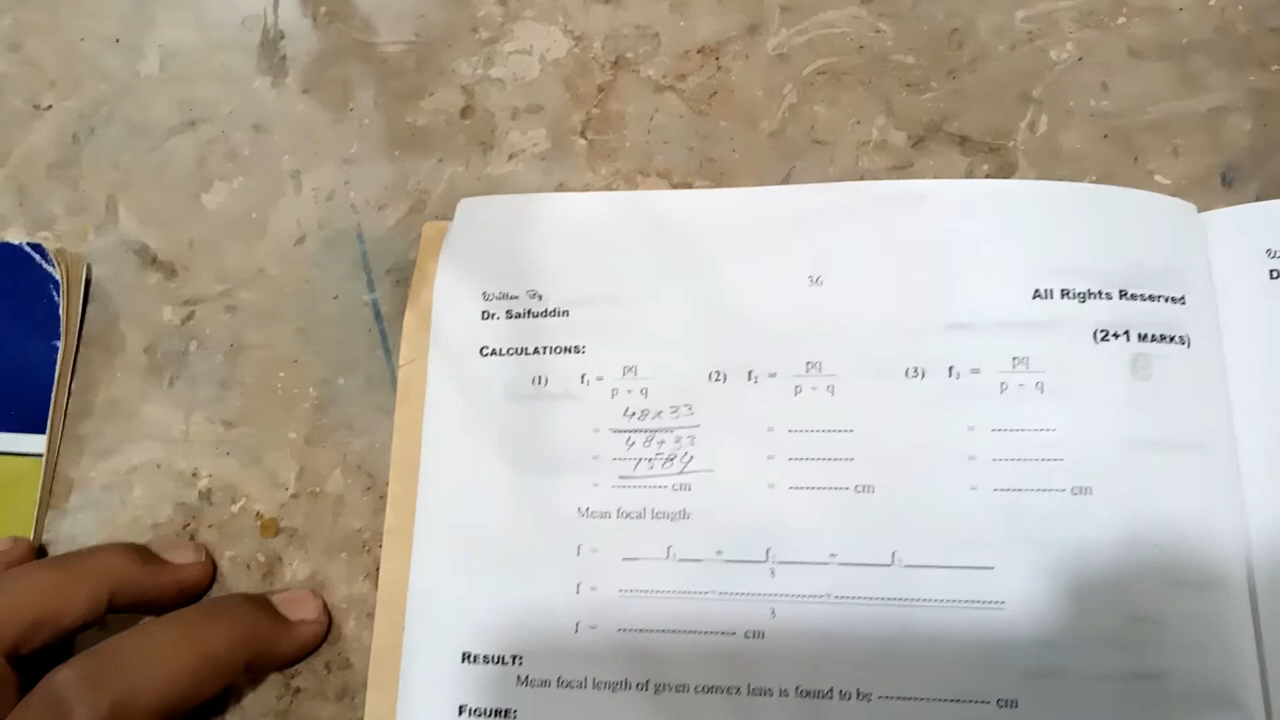 36
Written By
Dr. Saifuddin
All Rights Reserved
(2+1 MARKS)
CALCULATIONS:
(1) f₁ = pq / p + q (2) f₂ = pq / p + q (3) f₃ = pq / p + q
= 48×33 / 48+33 = ---------- = ----------
= 1584 = ---------- = ----------
= ---------- cm = ---------- cm = ---------- cm
Mean focal length:
f = f₁ + f₂ + f₃ / 3
f = ----------+----------+---------- / 3
f = ---------- cm
RESULT:
Mean focal length of given convex lens is found to be ---------- cm
FIGURE: